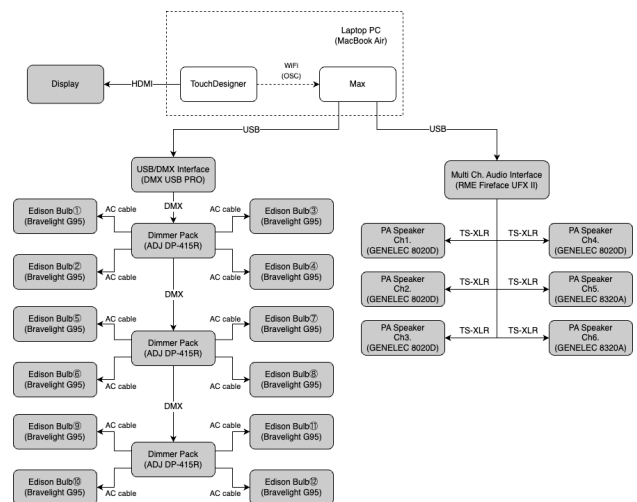 Laptop PC
(MacBook Air)
Display
HDMI
TouchDesigner
WiFi
(OSC)
Max
USB
USB
USB/DMX Interface
(DMX USB PRO)
Multi Ch. Audio Interface
(RME Fireface UFX II)
DMX
Edison Bulb①
(Bravelight G95)
AC cable
Dimmer Pack
(ADJ DP-415R)
AC cable
Edison Bulb③
(Bravelight G95)
Edison Bulb②
(Bravelight G95)
AC cable
AC cable
Edison Bulb④
(Bravelight G95)
DMX
Edison Bulb⑤
(Bravelight G95)
AC cable
Dimmer Pack
(ADJ DP-415R)
AC cable
Edison Bulb⑦
(Bravelight G95)
Edison Bulb⑥
(Bravelight G95)
AC cable
AC cable
Edison Bulb⑧
(Bravelight G95)
DMX
Edison Bulb⑨
(Bravelight G95)
AC cable
Dimmer Pack
(ADJ DP-415R)
AC cable
Edison Bulb⑪
(Bravelight G95)
Edison Bulb⑩
(Bravelight G95)
AC cable
AC cable
Edison Bulb⑫
(Bravelight G95)
PA Speaker
Ch1.
(GENELEC 8020D)
TS-XLR
TS-XLR
PA Speaker
Ch4.
(GENELEC 8020D)
PA Speaker
Ch2.
(GENELEC 8020D)
TS-XLR
TS-XLR
PA Speaker
Ch5.
(GENELEC 8320A)
PA Speaker
Ch3.
(GENELEC 8020D)
TS-XLR
TS-XLR
PA Speaker
Ch6.
(GENELEC 8320A)